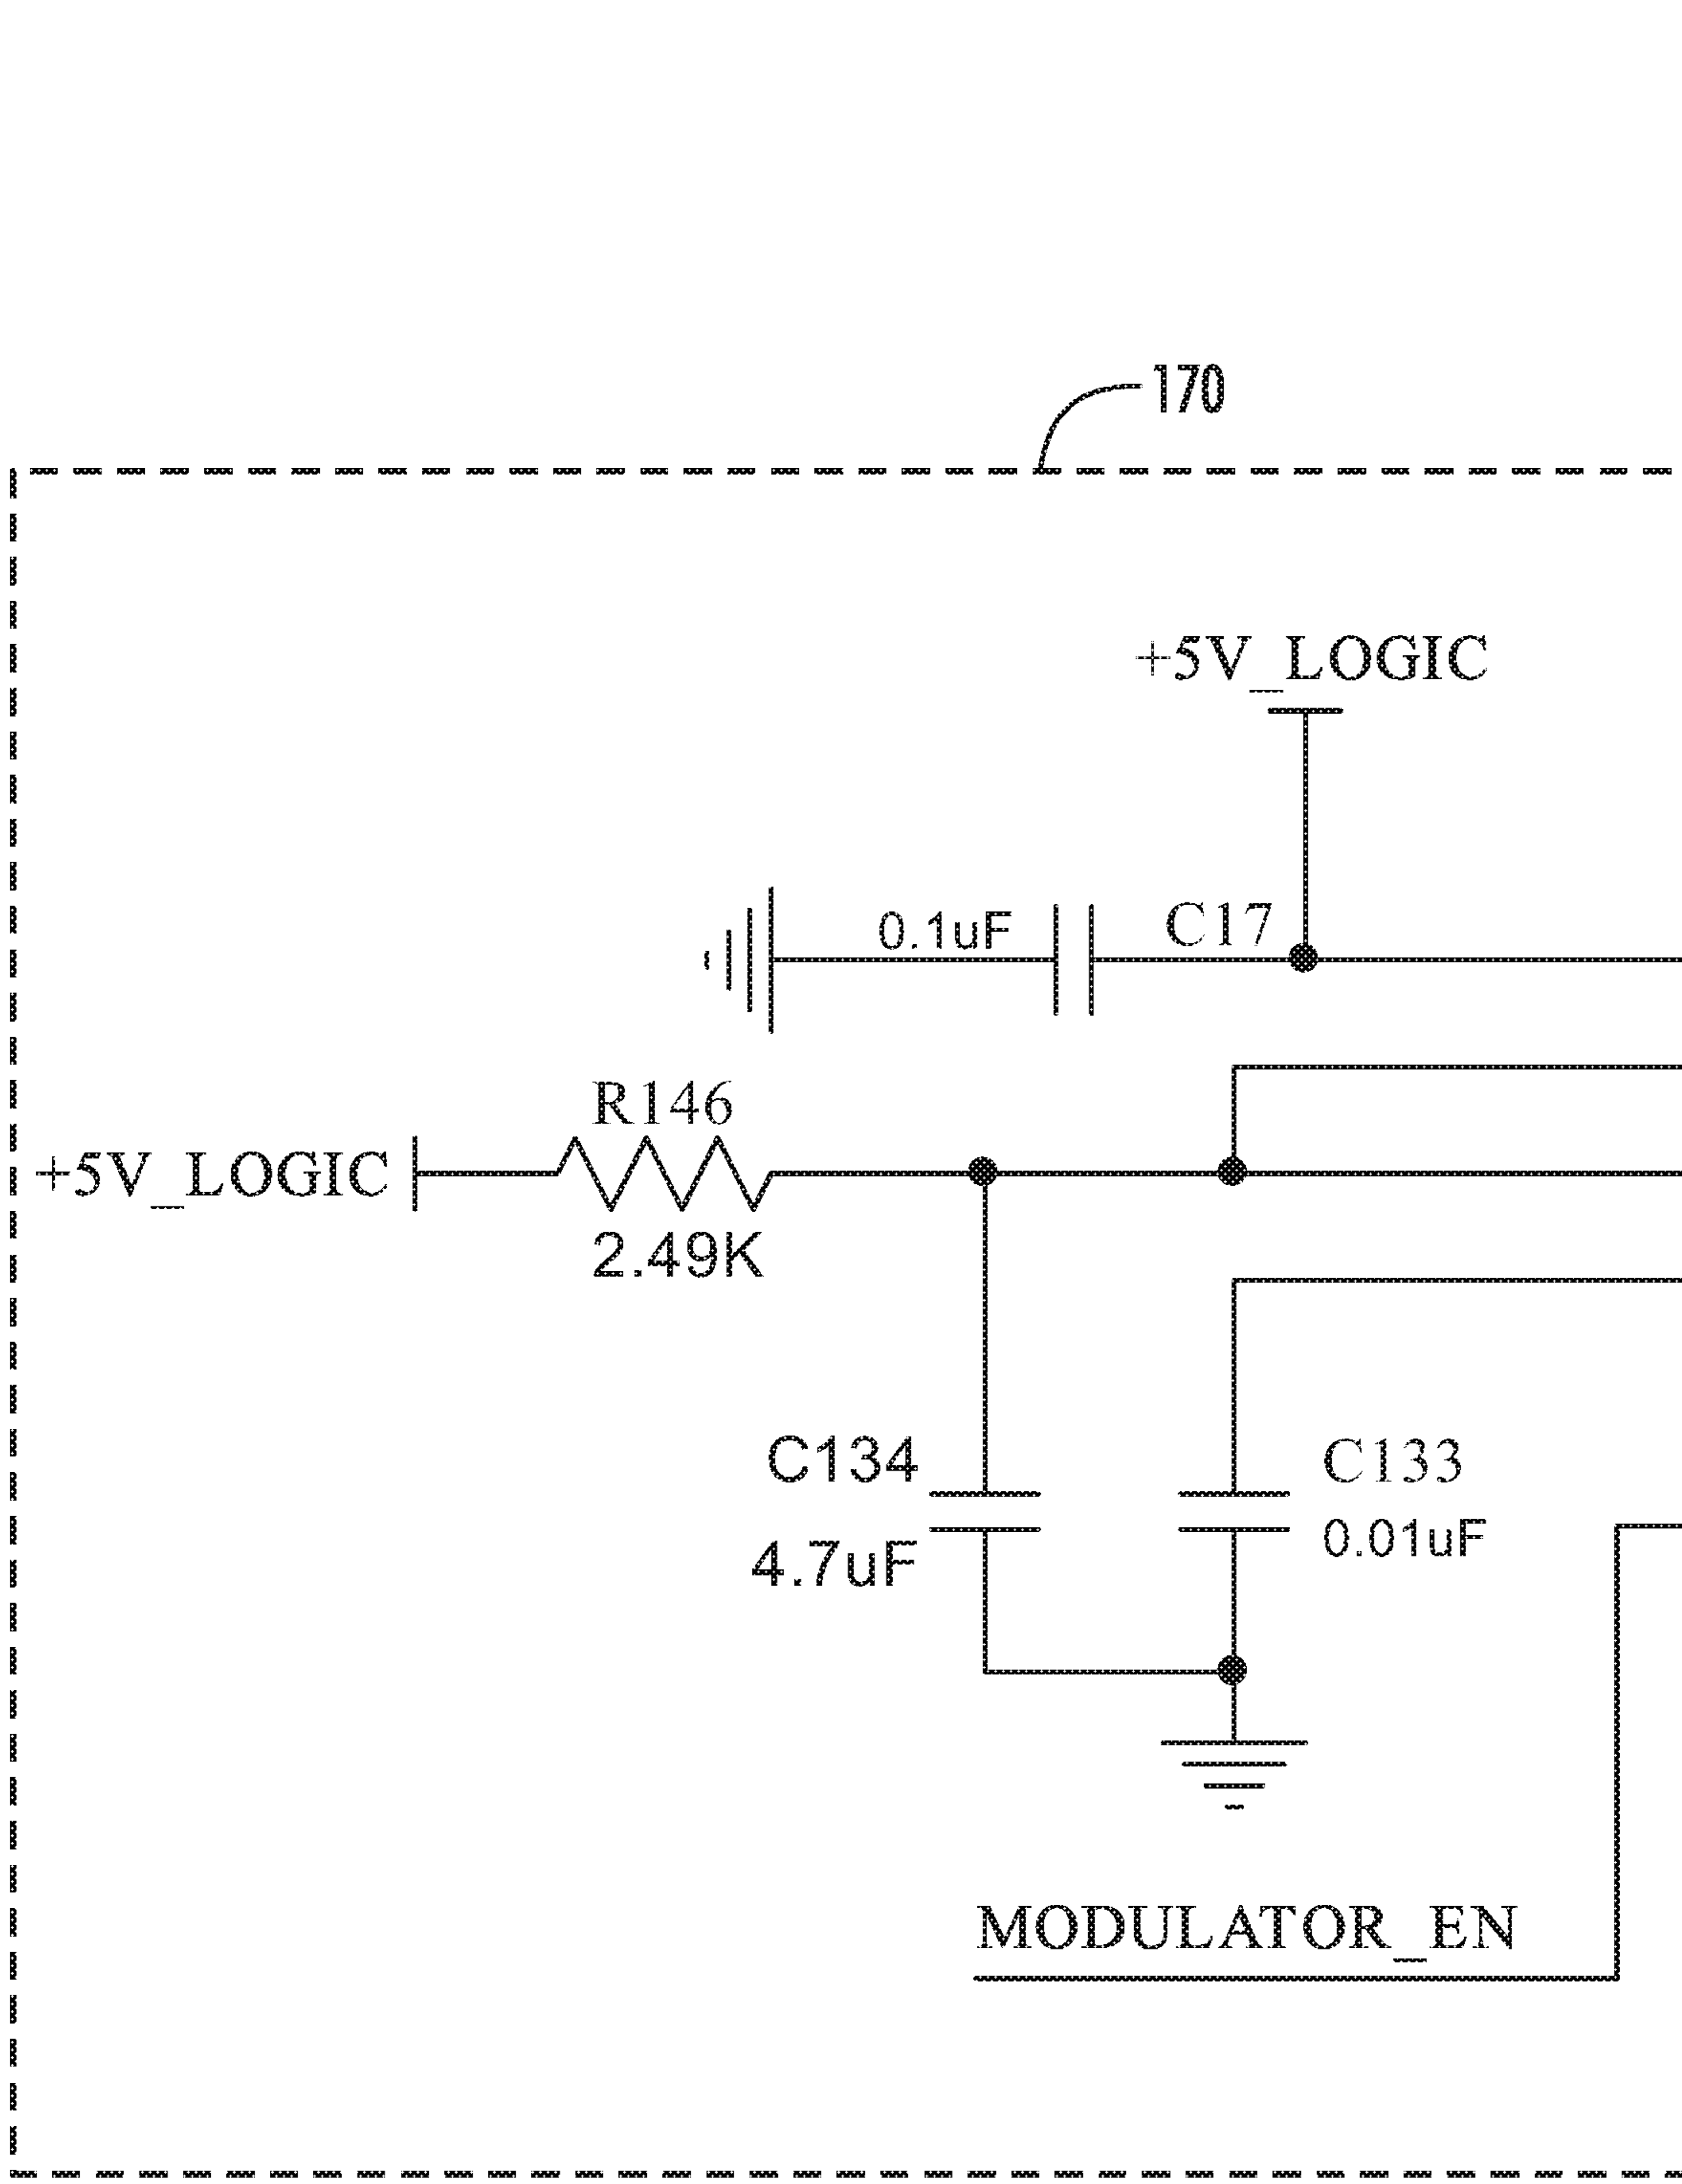 170
+5V_LOGIC
0.1uF
C17
R146
+5V_LOGIC
2.49K
C134
C133
4.7uF
0.01uF
MODULATOR_EN